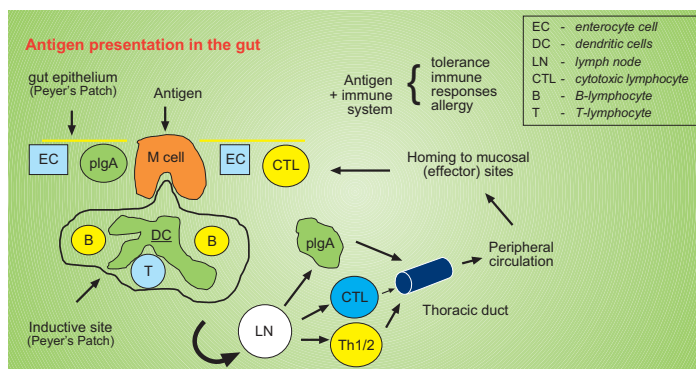 Antigen presentation in the gut
EC - enterocyte cell
DC - dendritic cells
LN - lymph node
CTL - cytotoxic lymphocyte
B - B-lymphocyte
T - T-lymphocyte
gut epithelium
(Peyer's Patch)
Antigen
Antigen
+ immune
system
{
tolerance
immune
responses
allergy
EC
pIgA
M cell
EC
CTL
Homing to mucosal
(effector) sites
B
DC
B
T
pIgA
Peripheral
circulation
CTL
Thoracic duct
Inductive site
(Peyer's Patch)
LN
Th1/2